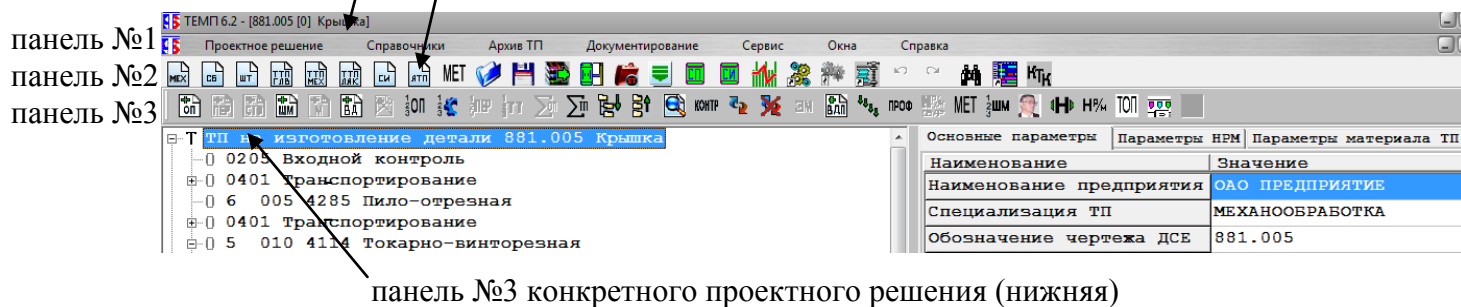 ТЕМП 6.2 - [881.005 [0] Крышка]
панель №1
Проектное решение Справочники Архив ТП Документирование Сервис Окна Справка
панель №2
МЕХ СБ ШТ ТТП ГЛВ ТТП МЕХ ТТП ЛАК СИ ЯТП МЕТ СП СИ КТК
панель №3
ОП ШМ ВД ОП КОНТР ЗМ ВДП ПРОФ МЕТ ШМ Н% ТОП
ТП на изготовление детали 881.005 Крышка
0205 Входной контроль
0401 Транспортирование
6 005 4285 Пило-отрезная
0401 Транспортирование
5 010 4114 Токарно-винторезная
Основные параметры Параметры НРМ Параметры материала ТП
Наименование Значение
Наименование предприятия ОАО ПРЕДПРИЯТИЕ
Специализация ТП МЕХАНООБРАБОТКА
Обозначение чертежа ДСЕ 881.005
панель №3 конкретного проектного решения (нижняя)